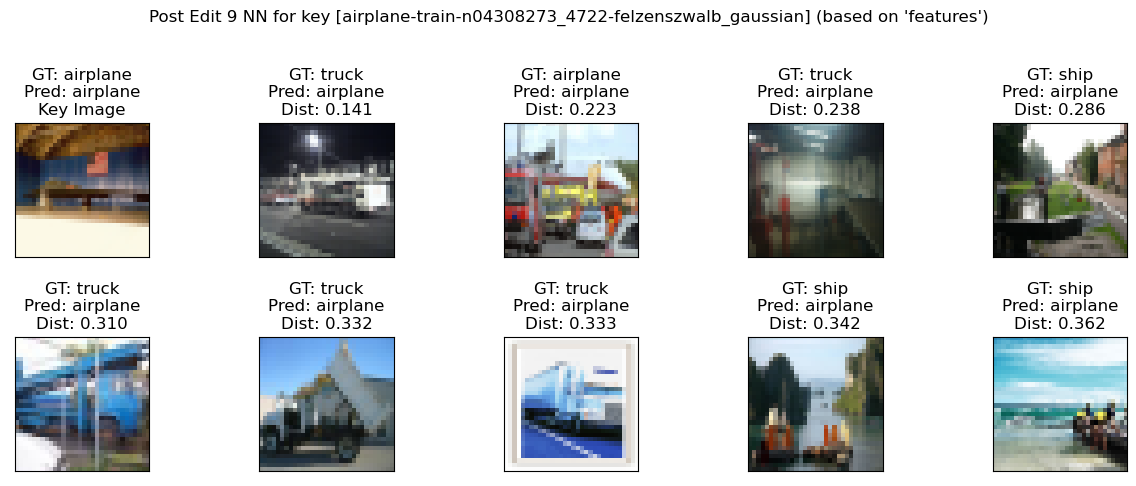 Post Edit 9 NN for key [airplane-train-n04308273_4722-felzenszwalb_gaussian] (based on 'features')
GT: airplane
Pred: airplane
Key Image
GT: truck
Pred: airplane
Dist: 0.141
GT: airplane
Pred: airplane
Dist: 0.223
GT: truck
Pred: airplane
Dist: 0.238
GT: ship
Pred: airplane
Dist: 0.286
GT: truck
Pred: airplane
Dist: 0.310
GT: truck
Pred: airplane
Dist: 0.332
GT: truck
Pred: airplane
Dist: 0.333
GT: ship
Pred: airplane
Dist: 0.342
GT: ship
Pred: airplane
Dist: 0.362